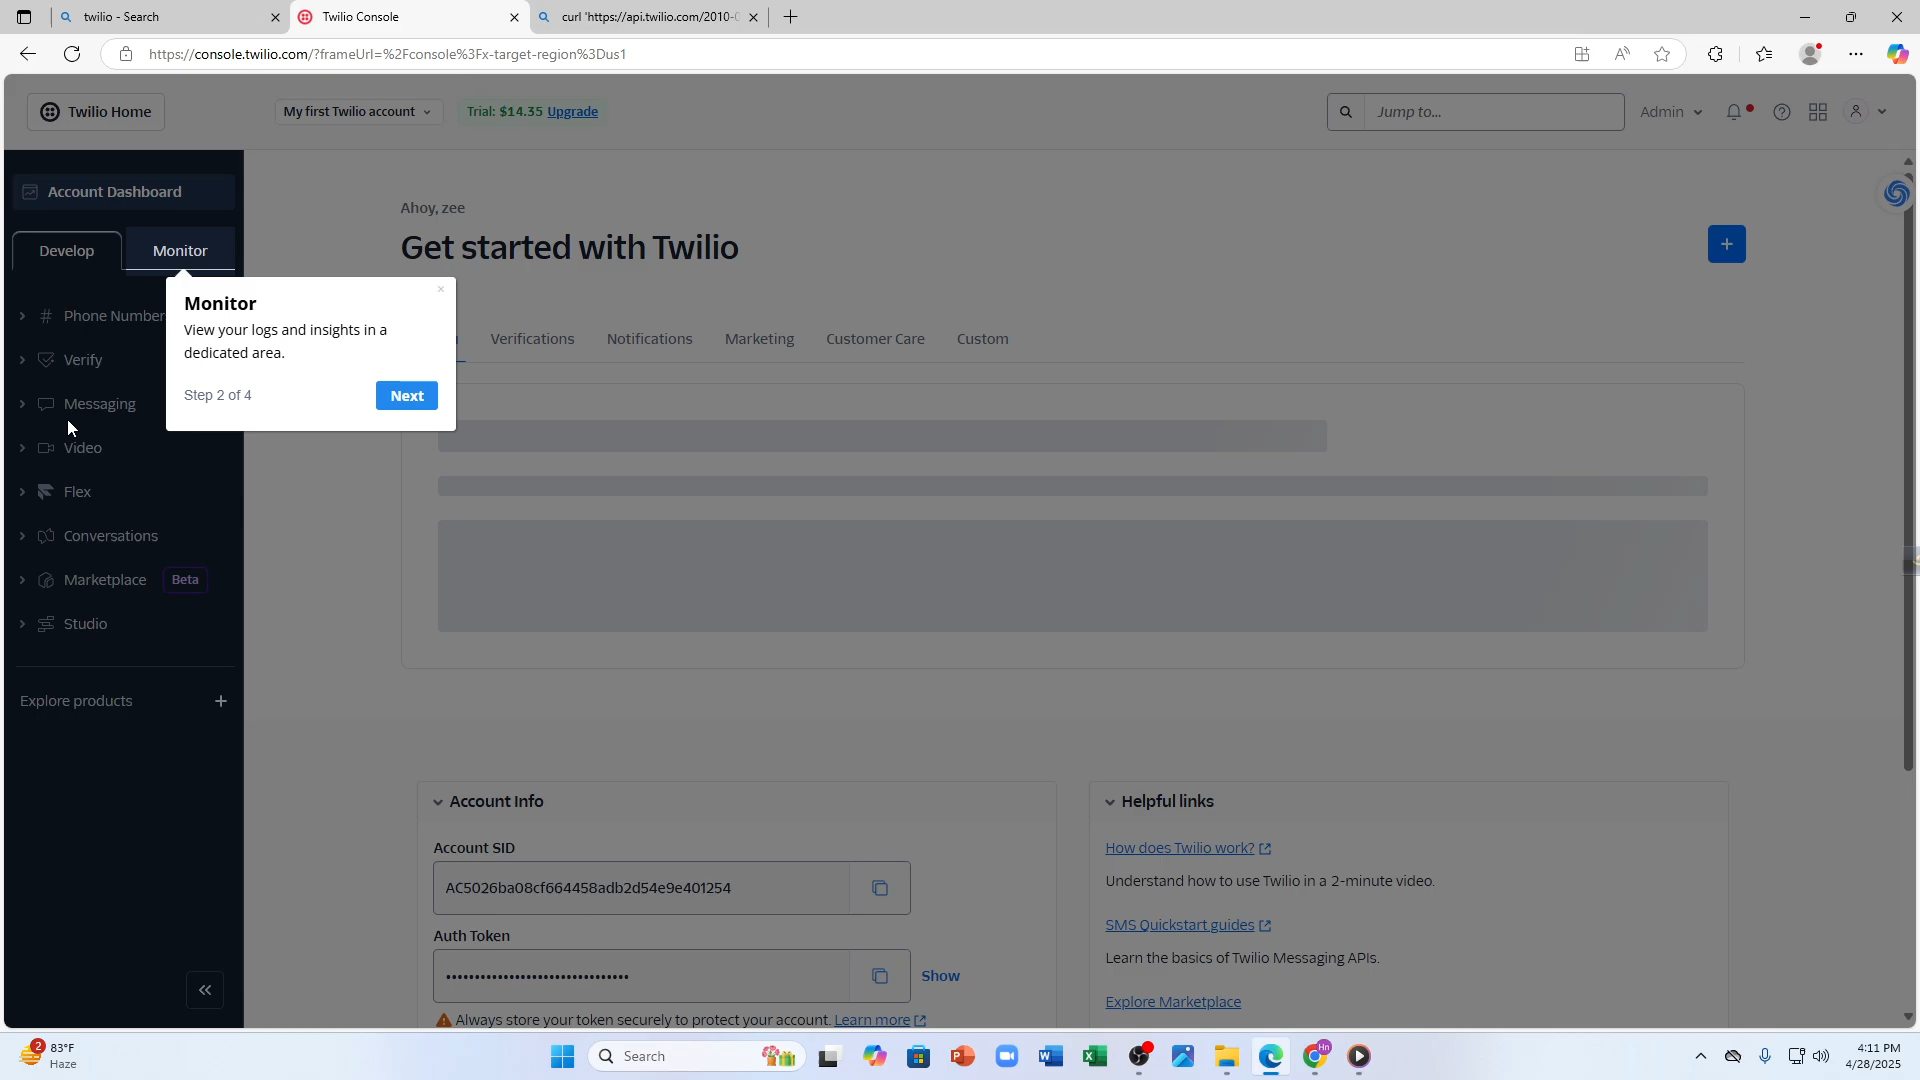 twilio - Search
Twilio Console
curl 'https://api.twilio.com/2010-
https://console.twilio.com/?frameUrl=%2Fconsole%3Fx-target-region%3Dus1
Twilio Home
My first Twilio account
Trial: $14.35 Upgrade
Jump to...
Admin
Account Dashboard
Develop
Monitor
Phone Number
Verify
Messaging
Video
Flex
Conversations
Marketplace
Beta
Studio
Explore products
Monitor
View your logs and insights in a
dedicated area.
Step 2 of 4
Next
Ahoy, zee
Get started with Twilio
Verifications
Notifications
Marketing
Customer Care
Custom
Account Info
Account SID
AC5026ba08cf664458adb2d54e9e401254
Auth Token
••••••••••••••••••••••••••••••••
Show
Always store your token securely to protect your account. Learn more
Helpful links
How does Twilio work?
Understand how to use Twilio in a 2-minute video.
SMS Quickstart guides
Learn the basics of Twilio Messaging APIs.
Explore Marketplace
2
83°F
Haze
Search
Hn
4:11 PM
4/28/2025